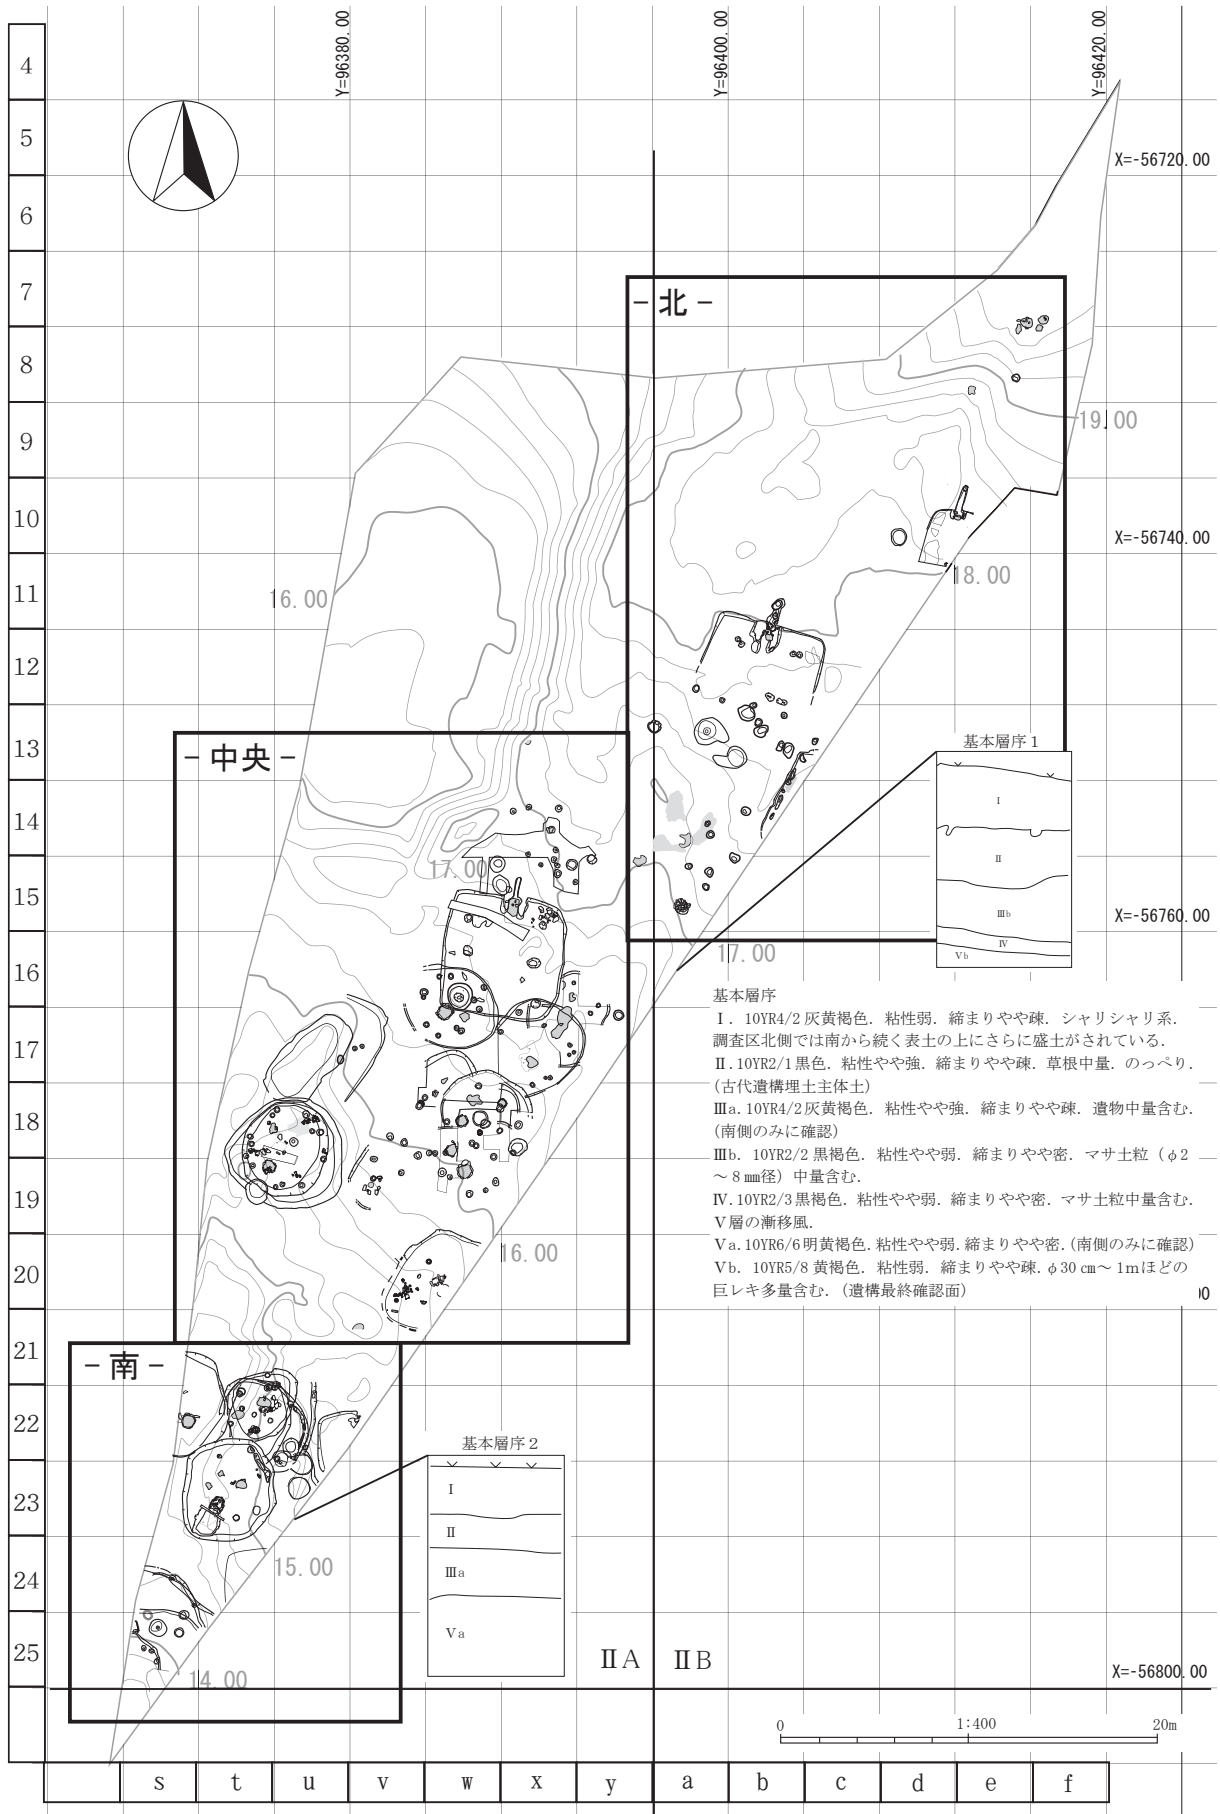 Y=96380.00
Y=96400.00
Y=96420.00
4
5
X=-56720.00
6
7
－北－
8
9
19.00
10
X=-56740.00
18.00
11
16.00
12
13
－中央－
基本層序１
Ⅰ
Ⅱ
Ⅲb
Ⅳ
Ⅴb
14
17.00
15
X=-56760.00
16
17.00
基本層序
Ⅰ．10YR4/2 灰黄褐色．粘性弱．締まりやや疎．シャリシャリ系．
調査区北側では南から続く表土の上にさらに盛土がされている．
Ⅱ．10YR2/1 黒色．粘性やや強．締まりやや疎．草根中量．のっぺり．
(古代遺構埋土主体土)
Ⅲa．10YR4/2 灰黄褐色．粘性やや強．締まりやや疎．遺物中量含む．
(南側のみに確認)
Ⅲb．10YR2/2 黒褐色．粘性やや弱．締まりやや密．マサ土粒（φ2
～8㎜径）中量含む．
Ⅳ．10YR2/3 黒褐色．粘性やや弱．締まりやや密．マサ土粒中量含む．
Ⅴ層の漸移風．
Ⅴa．10YR6/6 明黄褐色．粘性やや弱．締まりやや密．(南側のみに確認)
Ⅴb．10YR5/8 黄褐色．粘性弱．締まりやや疎．φ30㎝～1mほどの
巨レキ多量含む．（遺構最終確認面）
17
18
19
16.00
20
21
－南－
22
基本層序２
Ⅰ
Ⅱ
Ⅲa
Ⅴa
23
15.00
24
25
14.00
ⅡA ⅡB
X=-56800.00
0 1:400 20m
s t u v w x y a b c d e f